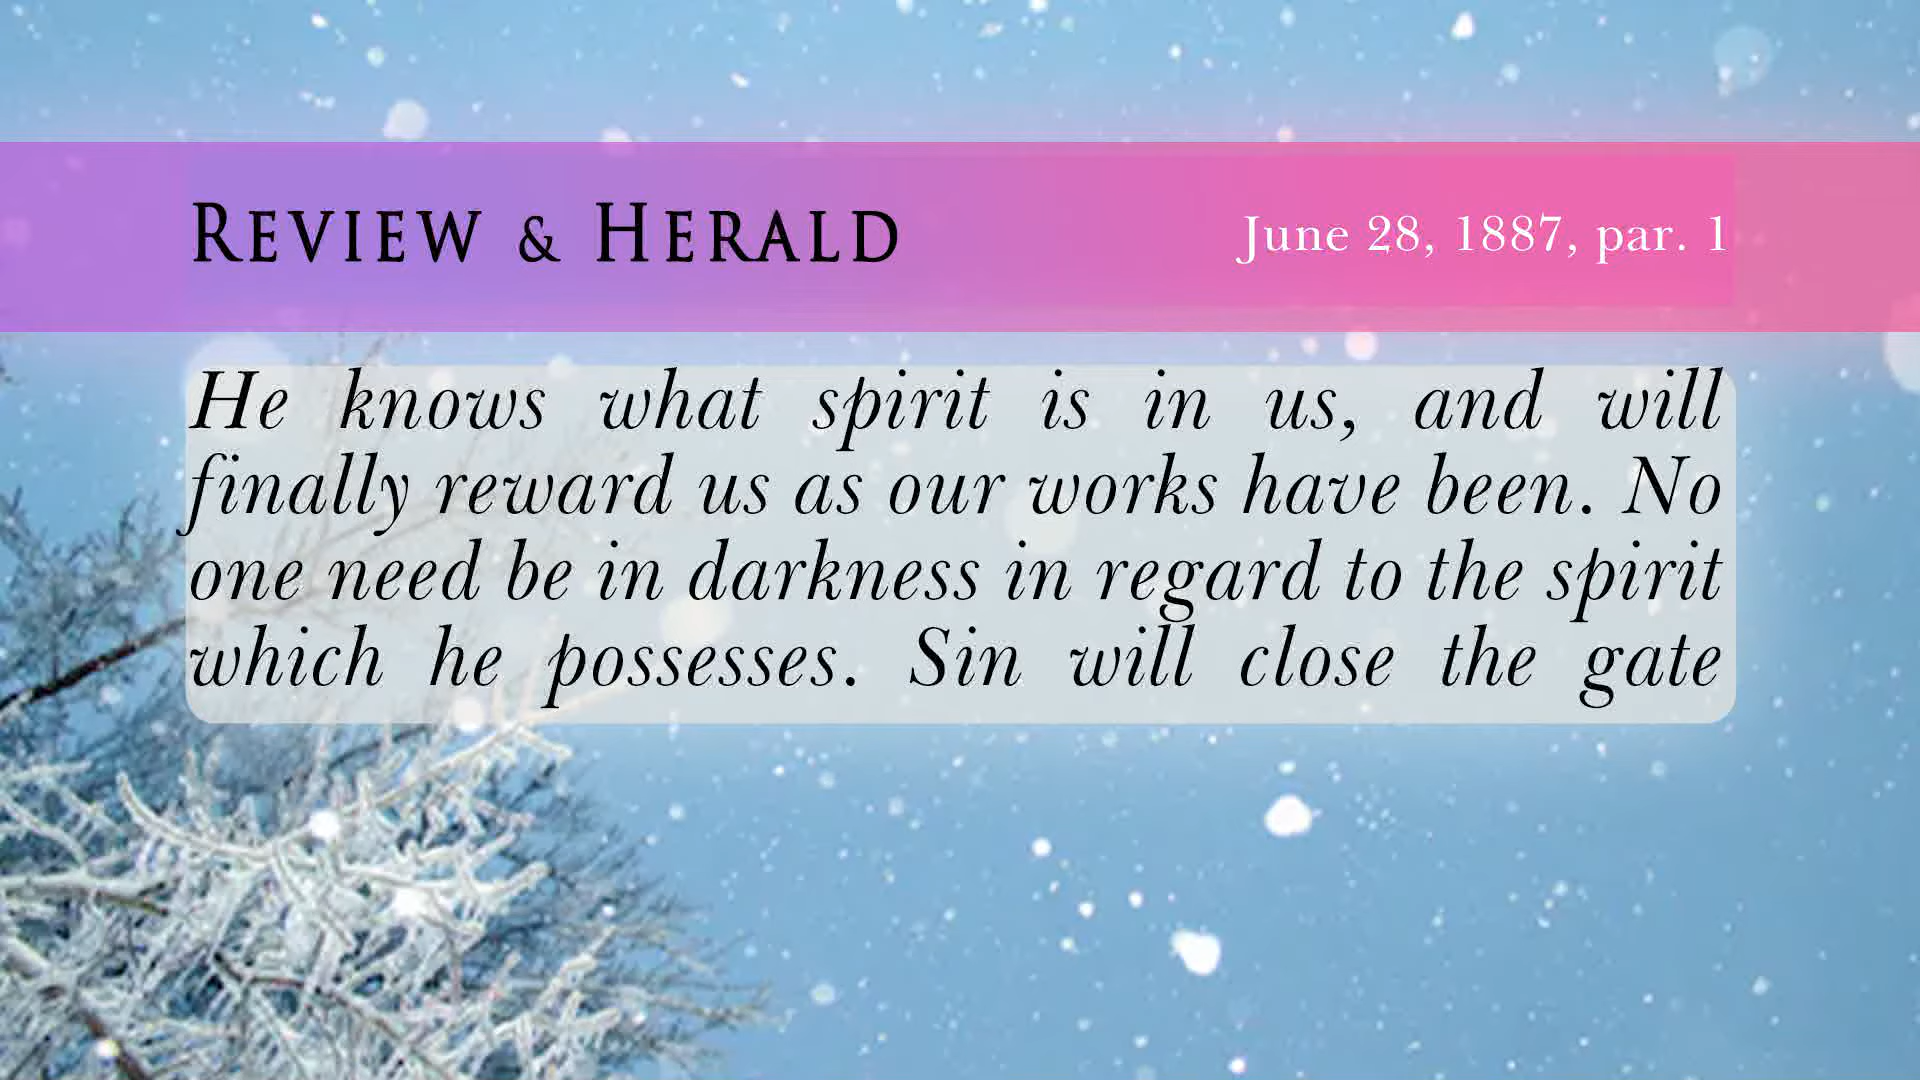 Review & Herald
June 28, 1887, par. 1
He knows what spirit is in us, and will
finally reward us as our works have been. No
one need be in darkness in regard to the spirit
which he possesses. Sin will close the gate